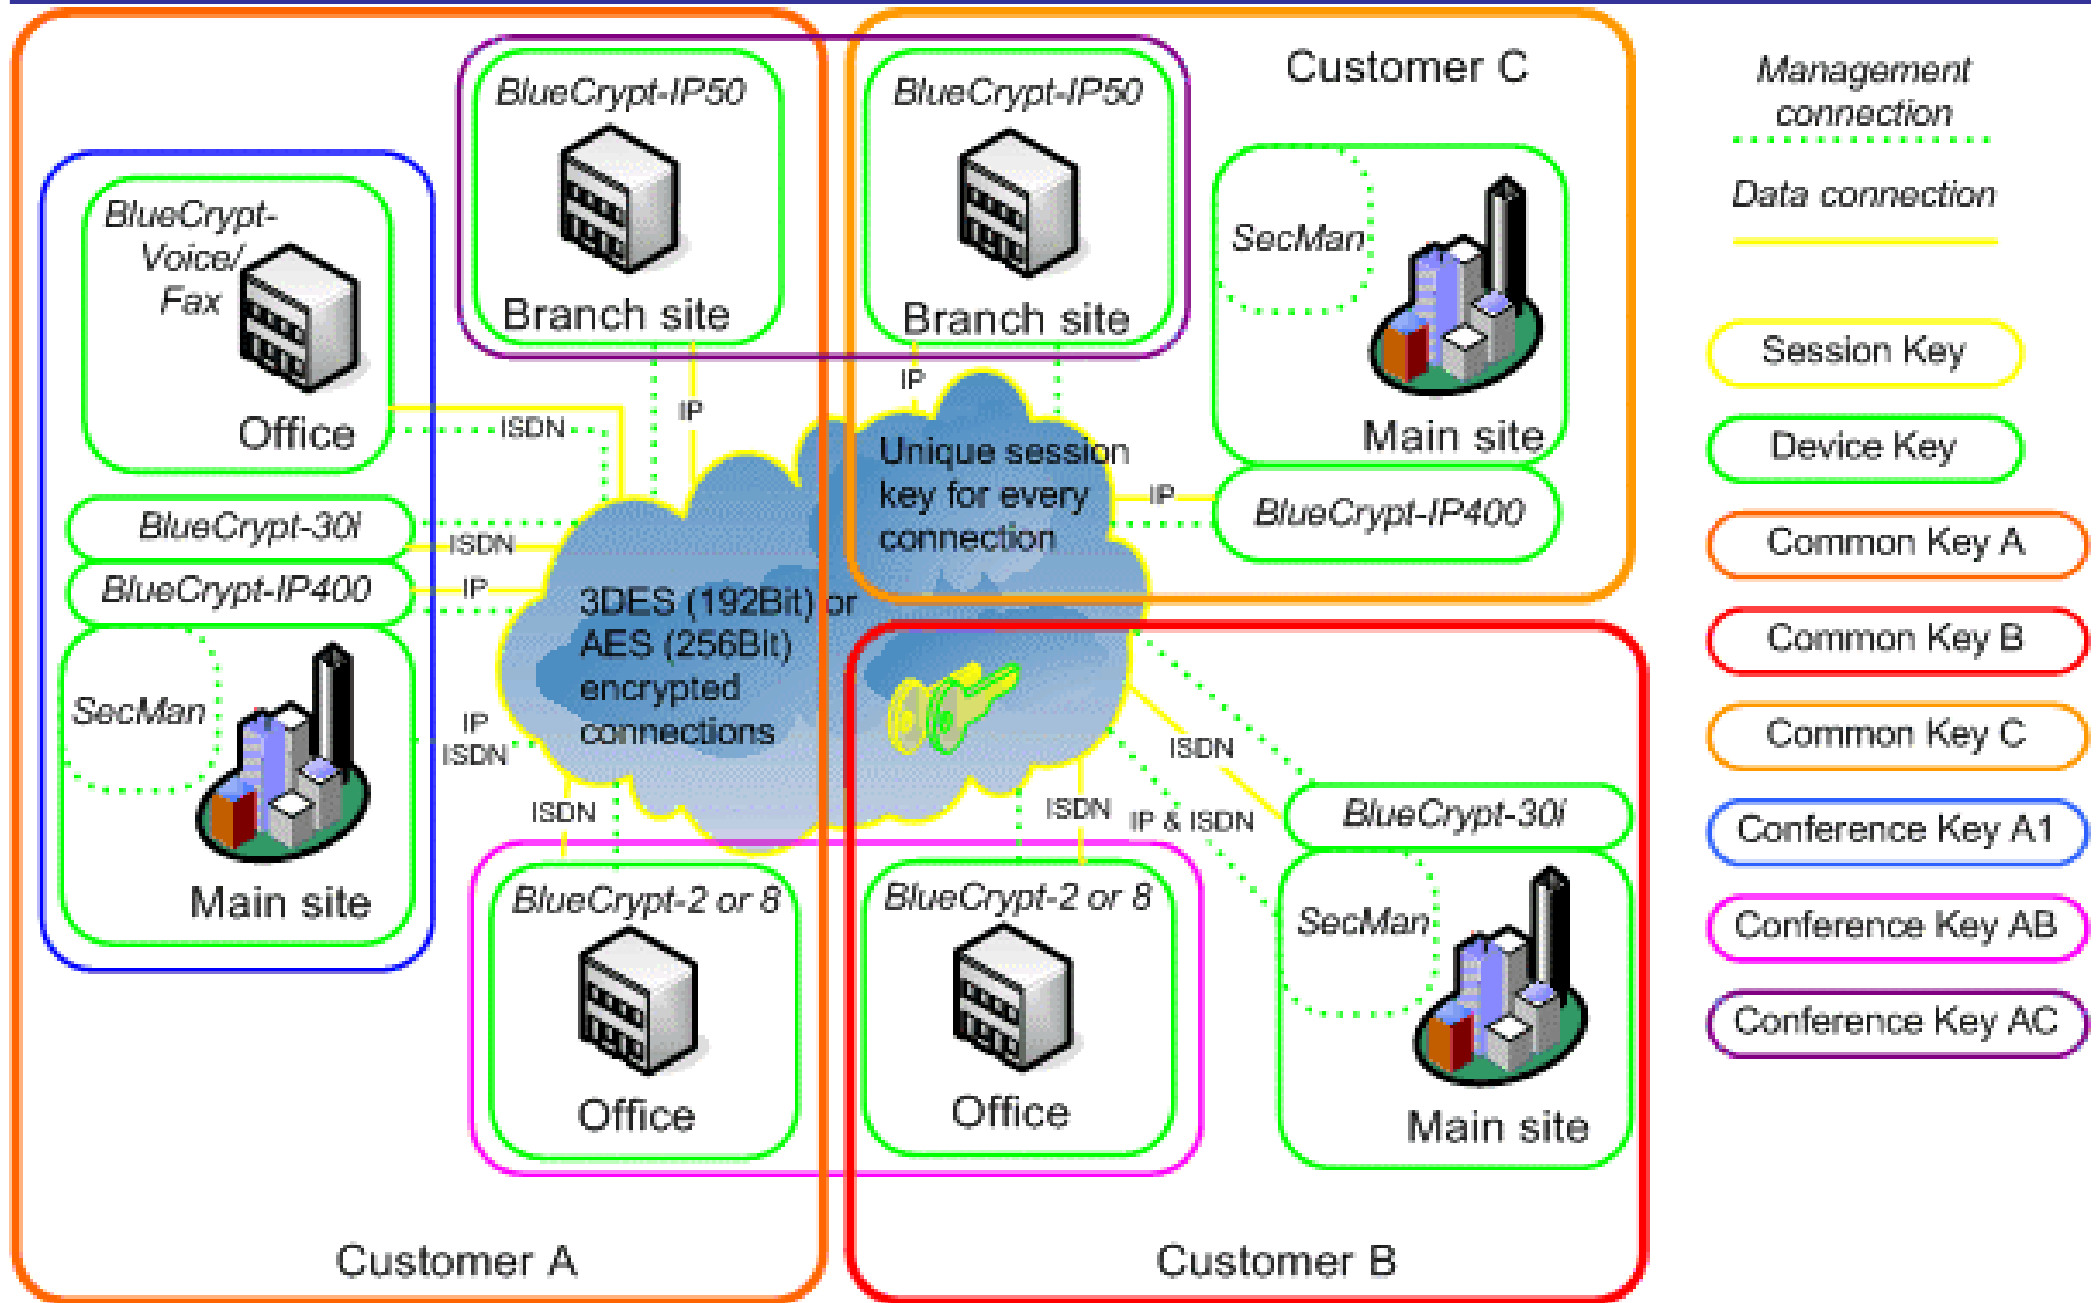 BlueCrypt-IP50
Branch site
BlueCrypt-IP50
Branch site
Customer C
SecMan
Main site
BlueCrypt-IP400
BlueCrypt-
Voice/
Fax
Office
BlueCrypt-30i
BlueCrypt-IP400
SecMan
Main site
ISDN
IP
IP
ISDN
IP
IP
ISDN
IP
Unique session
key for every
connection
3DES (192Bit) or
AES (256Bit)
encrypted
connections
ISDN
ISDN
ISDN
IP & ISDN
BlueCrypt-2 or 8
Office
BlueCrypt-2 or 8
Office
BlueCrypt-30i
SecMan
Main site
Customer A
Customer B
Management
connection
Data connection
Session Key
Device Key
Common Key A
Common Key B
Common Key C
Conference Key A1
Conference Key AB
Conference Key AC